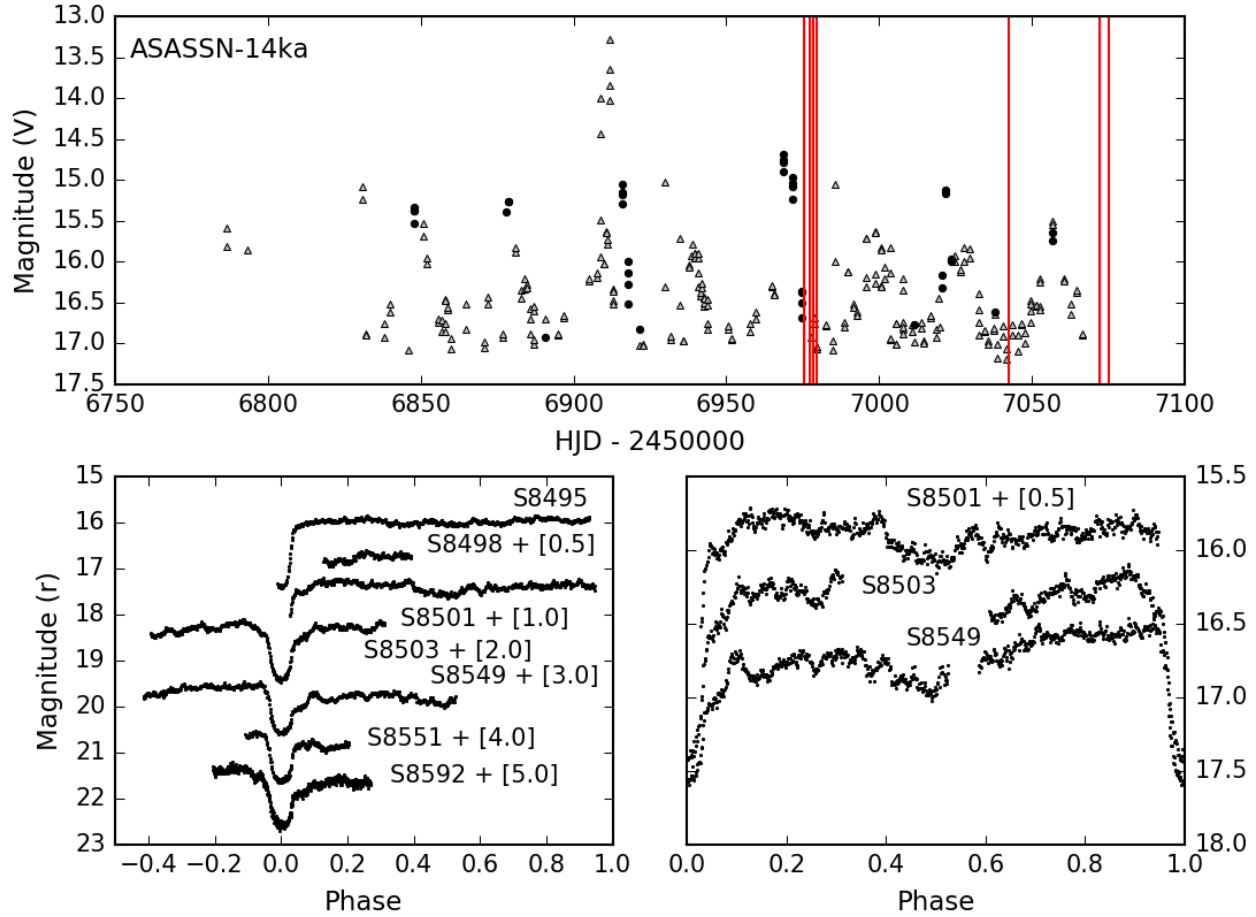 13.0
13.5
14.0
14.5
15.0
15.5
16.0
16.5
17.0
17.5
Magnitude (V)
ASASSN-14ka
6750 6800 6850 6900 6950 7000 7050 7100
HJD - 2450000
15
16
17
18
19
20
21
22
23
Magnitude (r)
S8495
S8498 + [0.5]
S8501 + [1.0]
S8503 + [2.0]
S8549 + [3.0]
S8551 + [4.0]
S8592 + [5.0]
−0.4 −0.2 0.0 0.2 0.4 0.6 0.8 1.0
Phase
S8501 + [0.5]
S8503
S8549
15.5
16.0
16.5
17.0
17.5
18.0
0.0 0.2 0.4 0.6 0.8 1.0
Phase